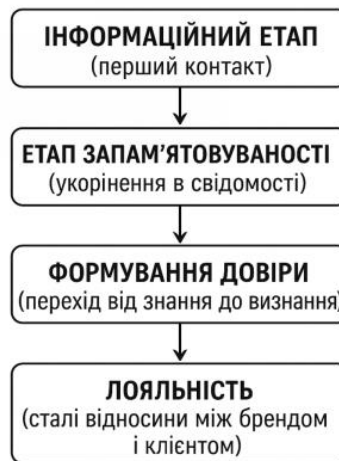 ІНФОРМАЦІЙНИЙ ЕТАП
(перший контакт)
ЕТАП ЗАПАМ’ЯТОВУВАНОСТІ
(укорінення в свідомості)
ФОРМУВАННЯ ДОВІРИ
(перехід від знання до визнання)
ЛОЯЛЬНІСТЬ
(сталі відносини між брендом
і клієнтом)